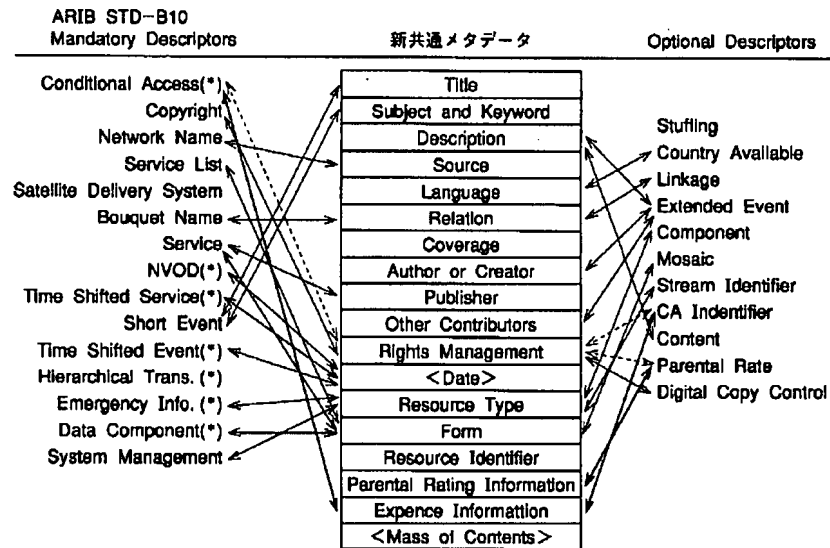 ARIB STD-B10
Mandatory Descriptors
新共通メタデータ
Optional Descriptors
Conditional Access(*)
Copyright
Network Name
Service List
Satellite Delivery System
Bouquet Name
Service
NVOD(*)
Time Shifted Service(*)
Short Event
Time Shifted Event(*)
Hierarchical Trans. (*)
Emergency Info. (*)
Data Component(*)
System Management
Title
Subject and Keyword
Description
Source
Language
Relation
Coverage
Author or Creator
Publisher
Other Contributors
Rights Management
<Date>
Resource Type
Form
Resource Identifier
Parental Rating Information
Expence Informattion
<Mass of Contents>
Stufling
Country Available
Linkage
Extended Event
Component
Mosaic
Stream Identifier
CA Indentifier
Content
Parental Rate
Digital Copy Control